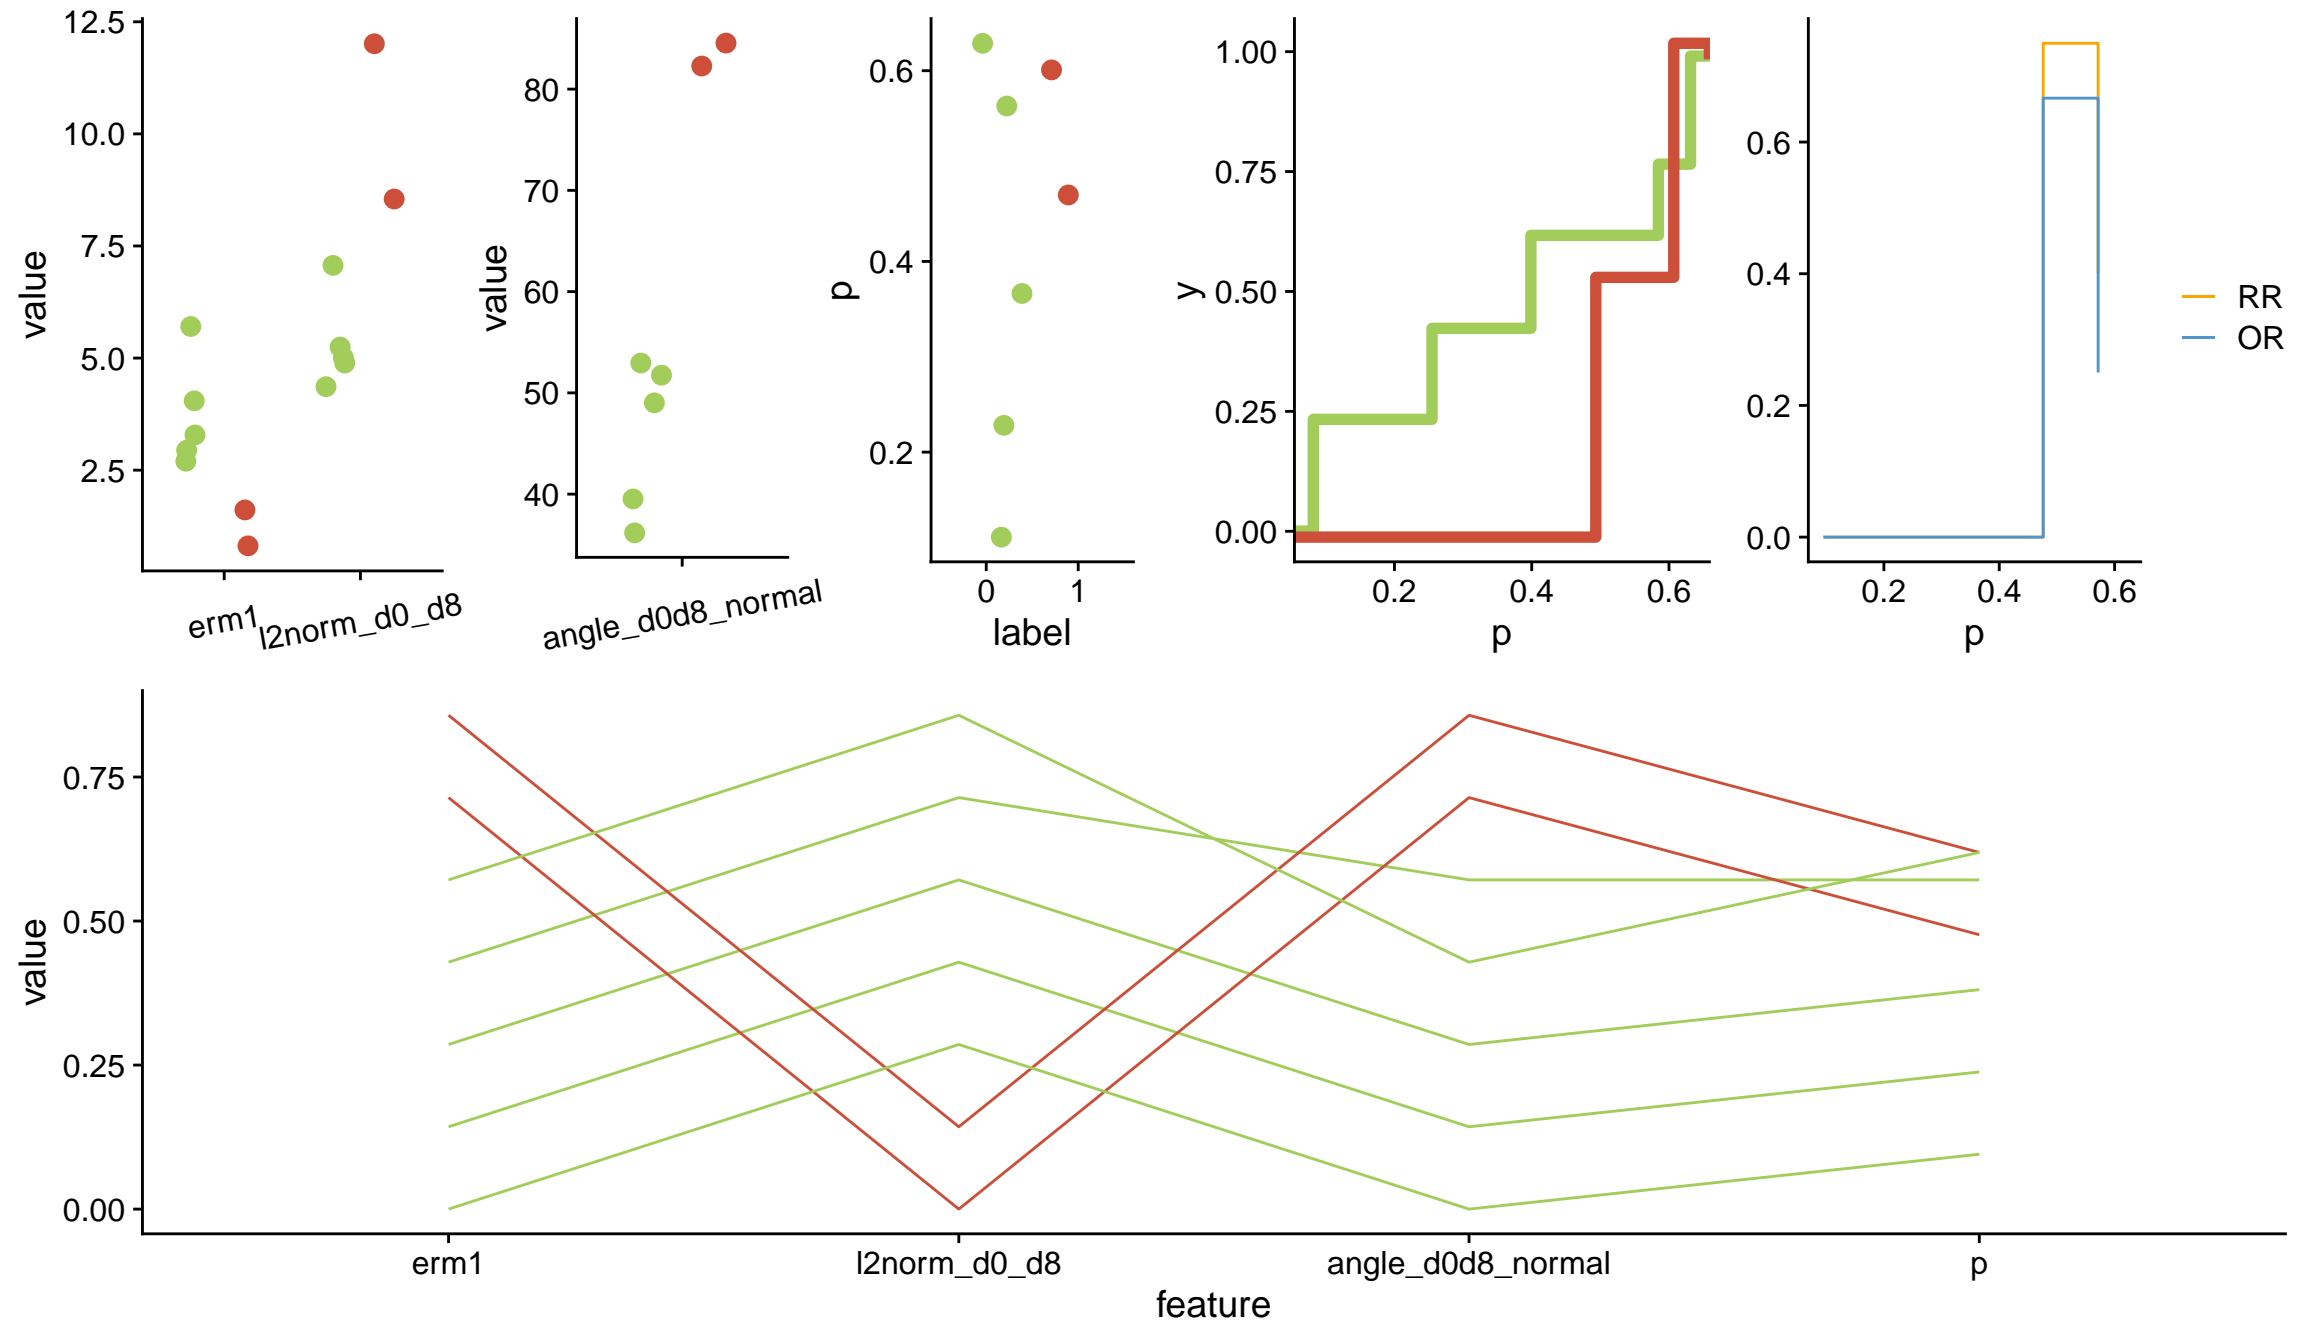 value
12.5
10.0
7.5
5.0
2.5
erm1
l2norm_d0_d8
value
80
70
60
50
40
angle_d0d8_normal
p
0.6
0.4
0.2
0
1
label
y
1.00
0.75
0.50
0.25
0.00
0.2
0.4
0.6
p
0.6
0.4
0.2
0.0
0.2
0.4
0.6
p
RR
OR
value
0.75
0.50
0.25
0.00
erm1
l2norm_d0_d8
angle_d0d8_normal
p
feature